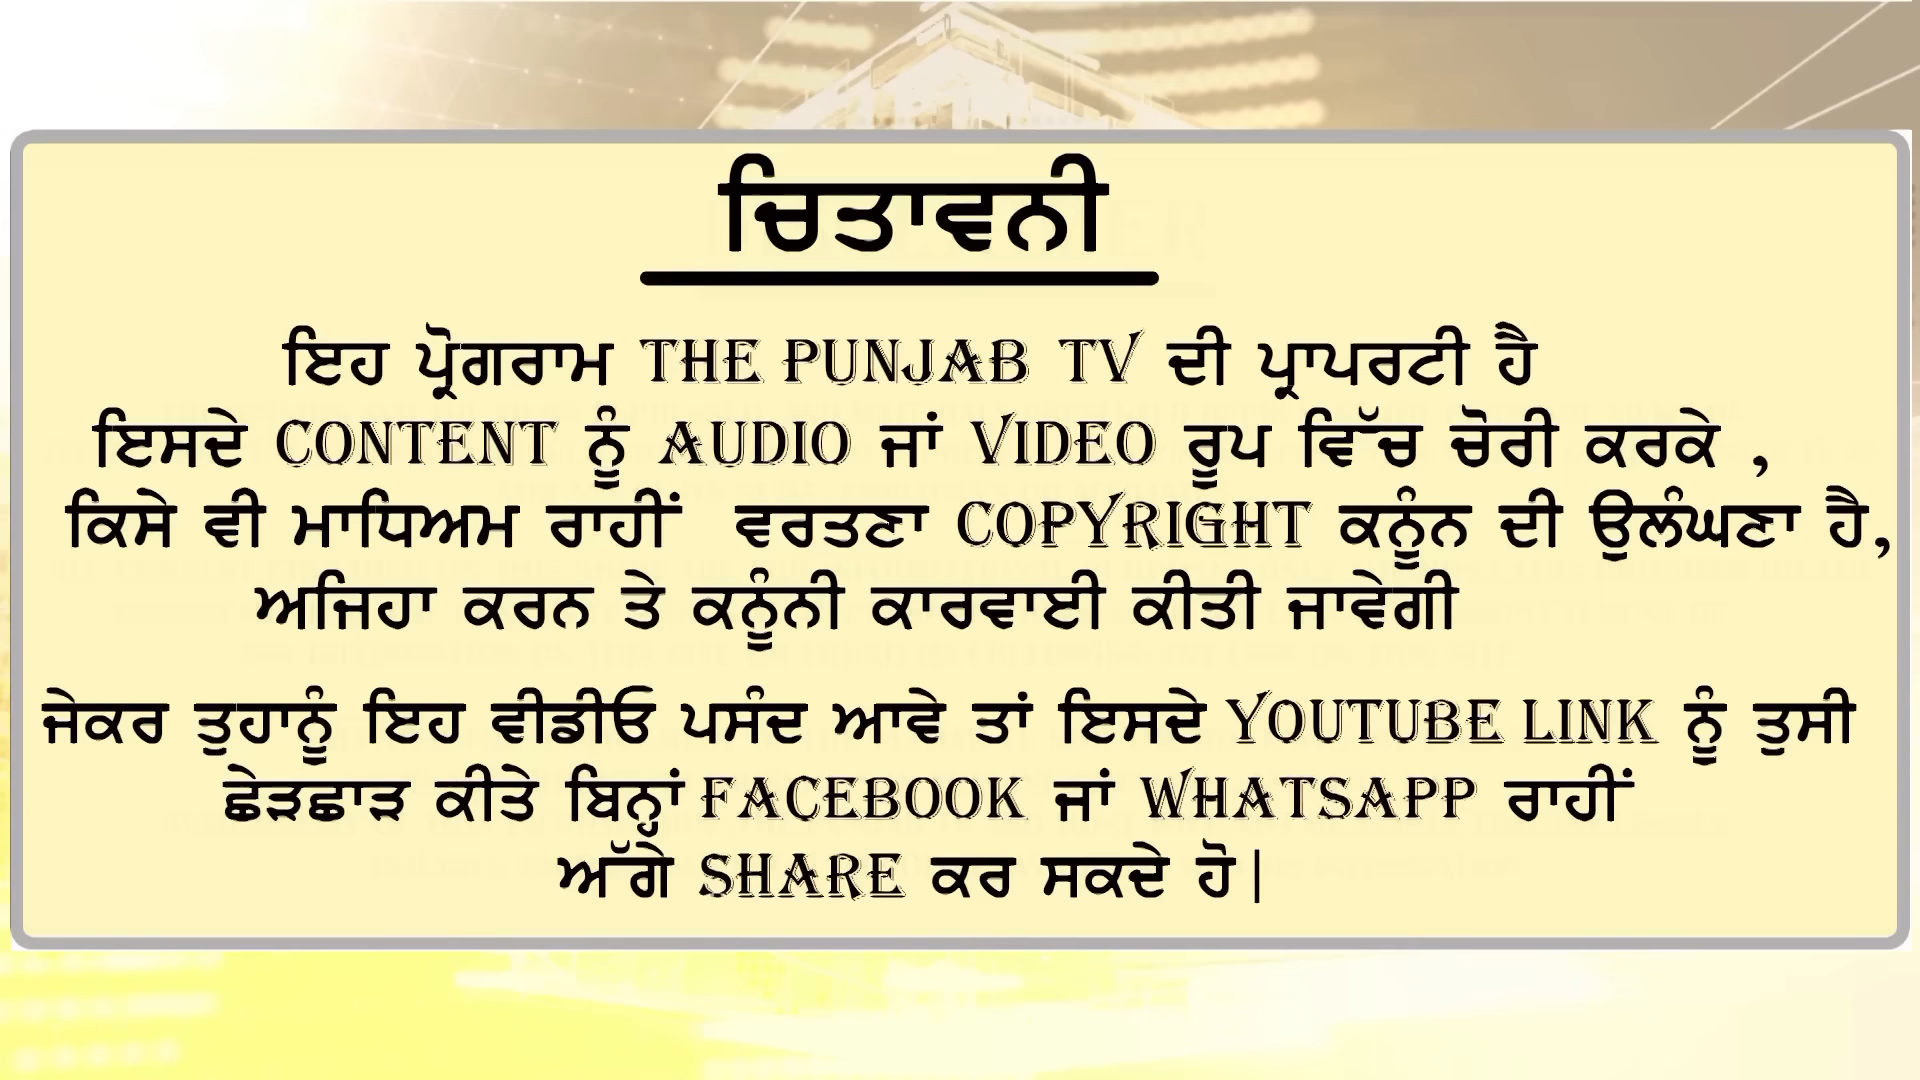 ਚਿਤਾਵਨੀ
ਇਹ ਪ੍ਰੋਗਰਾਮ THE PUNJAB TV ਦੀ ਪ੍ਰਾਪਰਟੀ ਹੈ
ਇਸਦੇ CONTENT ਨੂੰ AUDIO ਜਾਂ VIDEO ਰੂਪ ਵਿੱਚ ਚੋਰੀ ਕਰਕੇ ,
ਕਿਸੇ ਵੀ ਮਾਧਿਅਮ ਰਾਹੀਂ ਵਰਤਣਾ COPYRIGHT ਕਨੂੰਨ ਦੀ ਉਲੰਘਣਾ ਹੈ,
ਅਜਿਹਾ ਕਰਨ ਤੇ ਕਨੂੰਨੀ ਕਾਰਵਾਈ ਕੀਤੀ ਜਾਵੇਗੀ
ਜੇਕਰ ਤੁਹਾਨੂੰ ਇਹ ਵੀਡੀਓ ਪਸੰਦ ਆਵੇ ਤਾਂ ਇਸਦੇ YOUTUBE LINK ਨੂੰ ਤੁਸੀ
ਛੇੜਛਾੜ ਕੀਤੇ ਬਿਨ੍ਹਾਂ FACEBOOK ਜਾਂ WHATSAPP ਰਾਹੀਂ
ਅੱਗੇ SHARE ਕਰ ਸਕਦੇ ਹੋ|